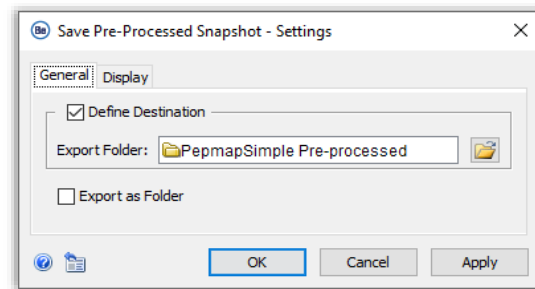 Be Save Pre-Processed Snapshot - Settings
General Display
Define Destination
Export Folder: PepmapSimple Pre-processed
Export as Folder
OK Cancel Apply